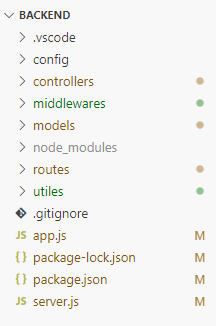 BACKEND
.vscode
config
controllers
middlewares
models
node_modules
routes
utiles
.gitignore
JS app.js M
{} package-lock.json M
{} package.json M
JS server.js M